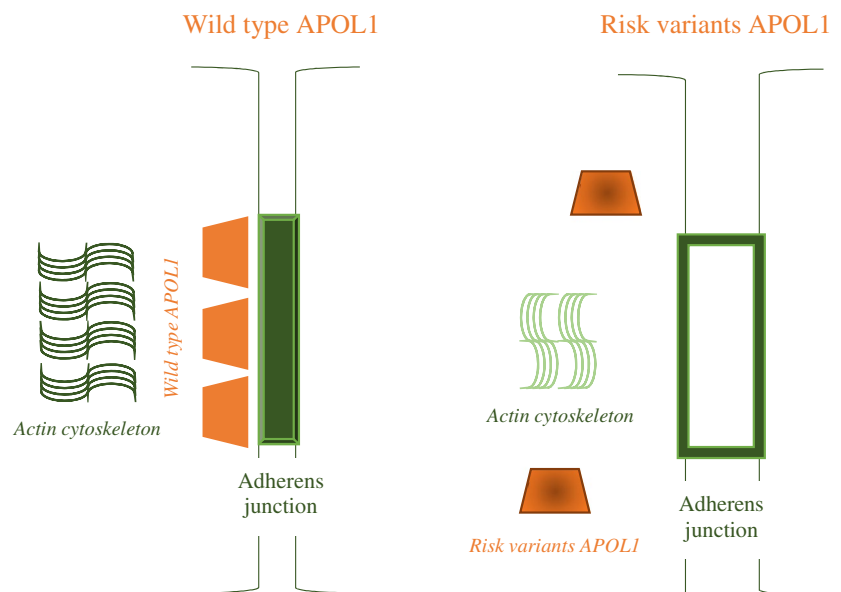 Wild type APOL1
Risk variants APOL1
Wild type APOL1
Actin cytoskeleton
Adherens
junction
Actin cytoskeleton
Risk variants APOL1
Adherens
junction